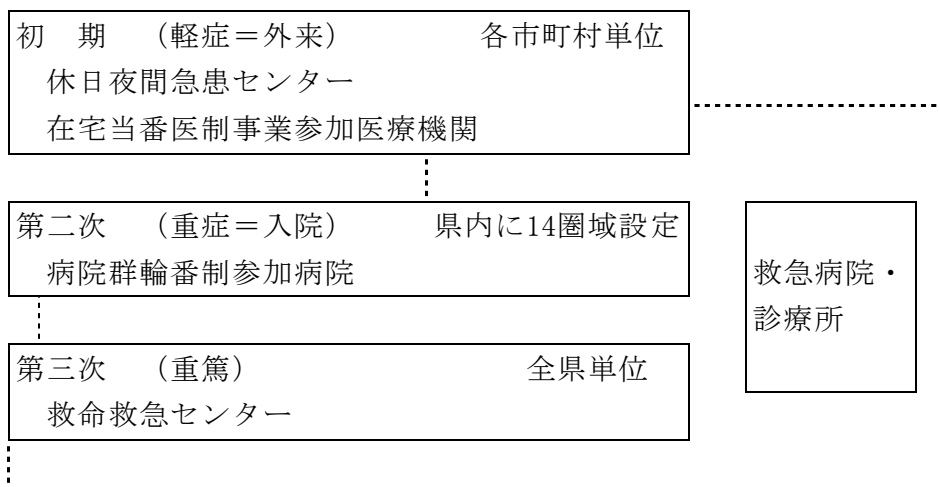 初　期　（軽症＝外来）　　　　各市町村単位
休日夜間急患センター
在宅当番医制事業参加医療機関
第二次　（重症＝入院）　　　県内に14圏域設定
病院群輪番制参加病院
救急病院・
診療所
第三次　（重篤）　　　　　　　全県単位
救命救急センター